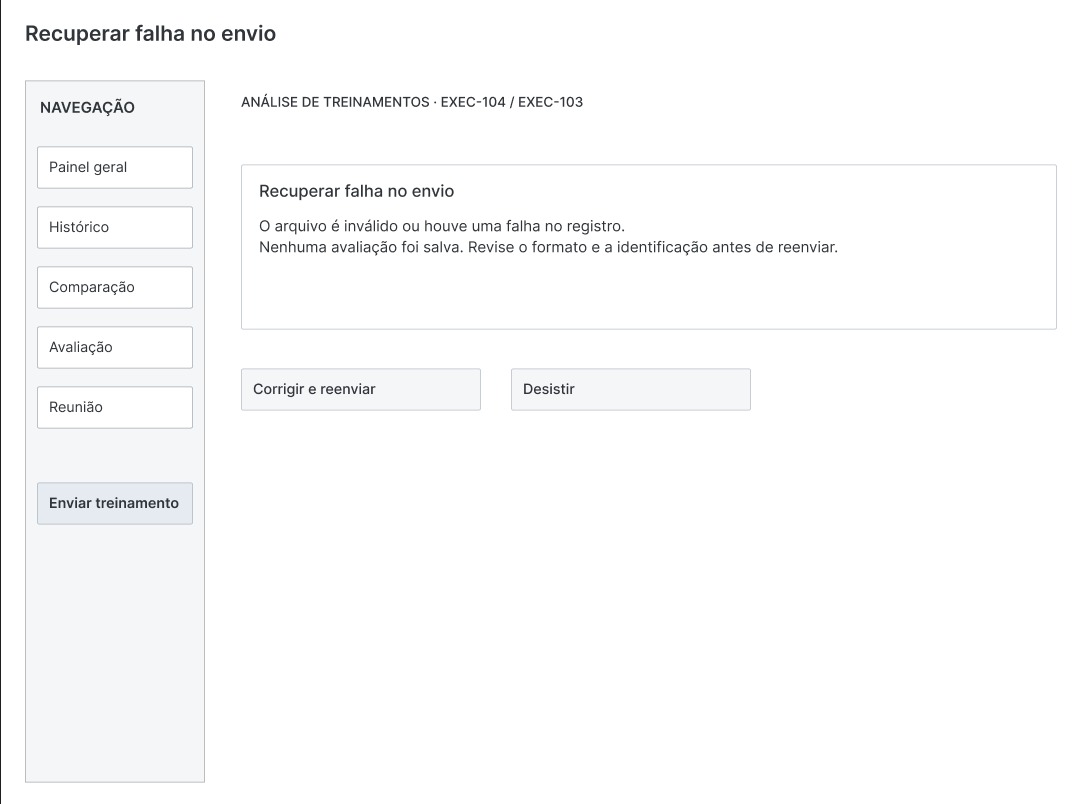 Recuperar falha no envio
NAVEGAÇÃO
Painel geral
Histórico
Comparação
Avaliação
Reunião
Enviar treinamento
ANÁLISE DE TREINAMENTOS · EXEC-104 / EXEC-103
Recuperar falha no envio
O arquivo é inválido ou houve uma falha no registro.
Nenhuma avaliação foi salva. Revise o formato e a identificação antes de reenviar.
Corrigir e reenviar
Desistir